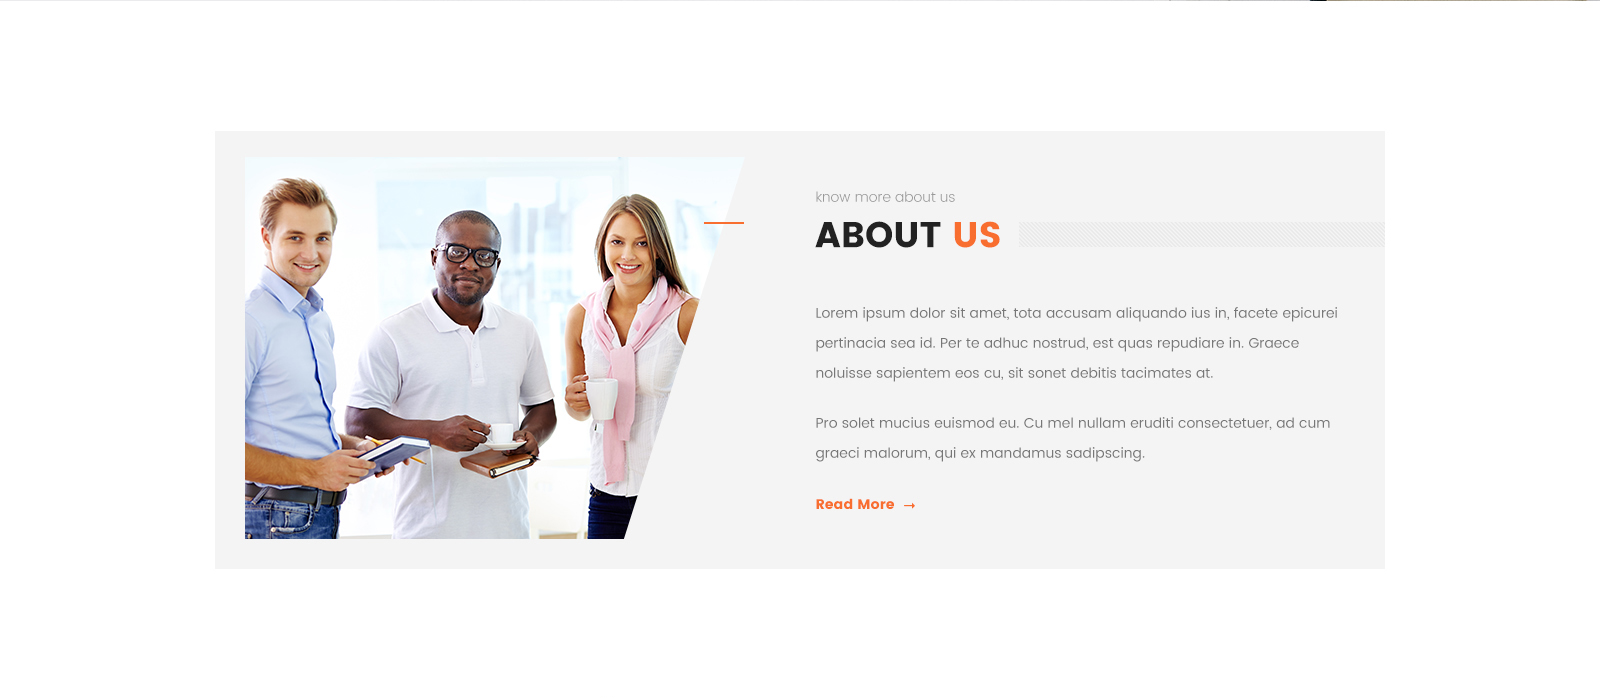 know more about us
ABOUT US
Lorem ipsum dolor sit amet, tota accusam aliquando ius in, facete epicurei
pertinacia sea id. Per te adhuc nostrud, est quas repudiare in. Graece
noluisse sapientem eos cu, sit sonet debitis tacimates at.
Pro solet mucius euismod eu. Cu mel nullam eruditi consectetuer, ad cum
graeci malorum, qui ex mandamus sadipscing.
Read More →